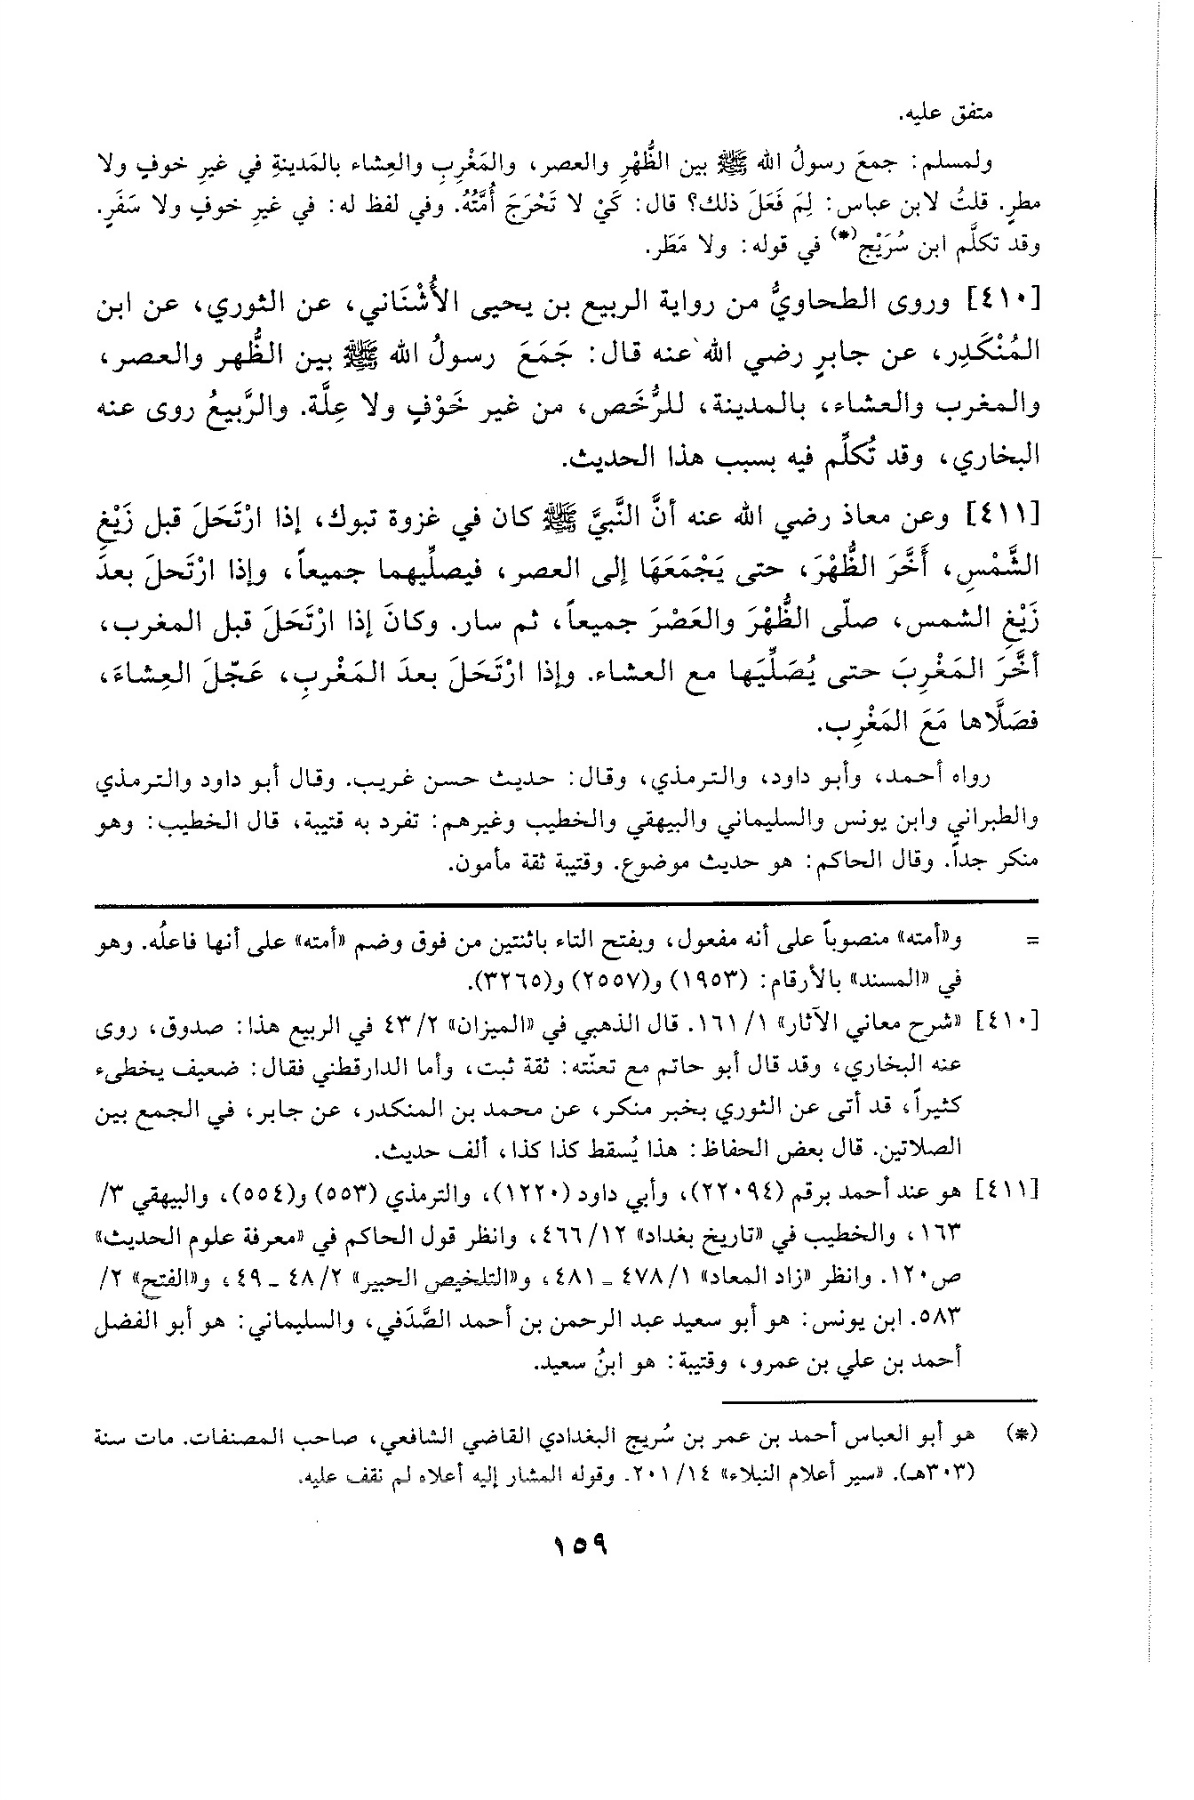 متفق عليه.
ولمسلم: جمعَ رسولُ الله ﷺ بين الظُّهْرِ والعصر، والمَغْرِبِ والعِشاء بالمَدينةِ في غيرِ خوفٍ ولا
مطرٍ. قلتُ لابن عباس: لِمَ فَعَلَ ذلك؟ قال: كَيْ لا تَحْرَجَ أُمَّتُهُ. وفي لفظ له: في غيرِ خوفٍ ولا سَفَرٍ.
وقد تكلَّم ابن سُرَيْج(*) في قوله: ولا مَطَر.
[٤١٠] وروى الطحاويُّ من رواية الربيع بن يحيى الأُشْنَاني، عن الثوري، عن ابن
المُنْكَدِر، عن جابرٍ رضي الله عنه قال: جَمَعَ رسولُ الله ﷺ بين الظُّهر والعصر،
والمغرب والعشاء، بالمدينة، للرُّخَص، من غير خَوْفٍ ولا عِلَّة. والرَّبيعُ روى عنه
البخاري، وقد تُكلِّم فيه بسبب هذا الحديث.
[٤١١] وعن معاذ رضي الله عنه أنَّ النَّبيَّ ﷺ كان في غزوة تبوك، إذا ارْتَحَلَ قبل زَيْغِ
الشَّمْسِ، أَخَّرَ الظُّهْرَ، حتى يَجْمَعَهَا إلى العصر، فيصلِّيهما جميعاً، وإذا ارْتَحلَ بعدَ
زَيْغِ الشمس، صلّى الظُّهْرَ والعَصْرَ جميعاً، ثم سار. وكانَ إذا ارْتَحَلَ قبل المغرب،
أخَّرَ المَغْرِبَ حتى يُصَلِّيَها مع العشاء. وإذا ارْتَحَلَ بعدَ المَغْرِبِ، عَجّلَ العِشاءَ،
فصَلَّاها مَعَ المَغْرِب.
رواه أحمد، وأبو داود، والترمذي، وقال: حديث حسن غريب. وقال أبو داود والترمذي
والطبراني وابن يونس والسليماني والبيهقي والخطيب وغيرهم: تفرد به قتيبة، قال الخطيب: وهو
منكر جداً. وقال الحاكم: هو حديث موضوع. وقتيبة ثقة مأمون.
= و«أمته» منصوباً على أنه مفعول، وبفتح التاء باثنتين من فوق وضم «أمته» على أنها فاعلُه. وهو
في «المسند» بالأرقام: (١٩٥٣) و(٢٥٥٧) و(٣٢٦٥).
[٤١٠] «شرح معاني الآثار» ١/ ١٦١. قال الذهبي في «الميزان» ٢/ ٤٣ في الربيع هذا: صدوق، روى
عنه البخاري، وقد قال أبو حاتم مع تعنّته: ثقة ثبت، وأما الدارقطني فقال: ضعيف يخطىء
كثيراً، قد أتى عن الثوري بخبر منكر، عن محمد بن المنكدر، عن جابر، في الجمع بين
الصلاتين. قال بعض الحفاظ: هذا يُسقط كذا كذا، ألف حديث.
[٤١١] هو عند أحمد برقم (٢٢٠٩٤)، وأبي داود (١٢٢٠)، والترمذي (٥٥٣) و(٥٥٤)، والبيهقي ٣/
١٦٣، والخطيب في «تاريخ بغداد» ١٢/ ٤٦٦، وانظر قول الحاكم في «معرفة علوم الحديث»
ص١٢٠. وانظر «زاد المعاد» ١/ ٤٧٨ ـ ٤٨١، و«التلخيص الحبير» ٢/ ٤٨ ـ ٤٩، و«الفتح» ٢/
٥٨٣. ابن يونس: هو أبو سعيد عبد الرحمن بن أحمد الصَّدَفي، والسليماني: هو أبو الفضل
أحمد بن علي بن عمرو، وقتيبة: هو ابنُ سعيد.
(*) هو أبو العباس أحمد بن عمر بن سُريج البغدادي القاضي الشافعي، صاحب المصنفات. مات سنة
(٣٠٣هـ). «سير أعلام النبلاء» ١٤/ ٢٠١. وقوله المشار إليه أعلاه لم نقف عليه.
١٥٩